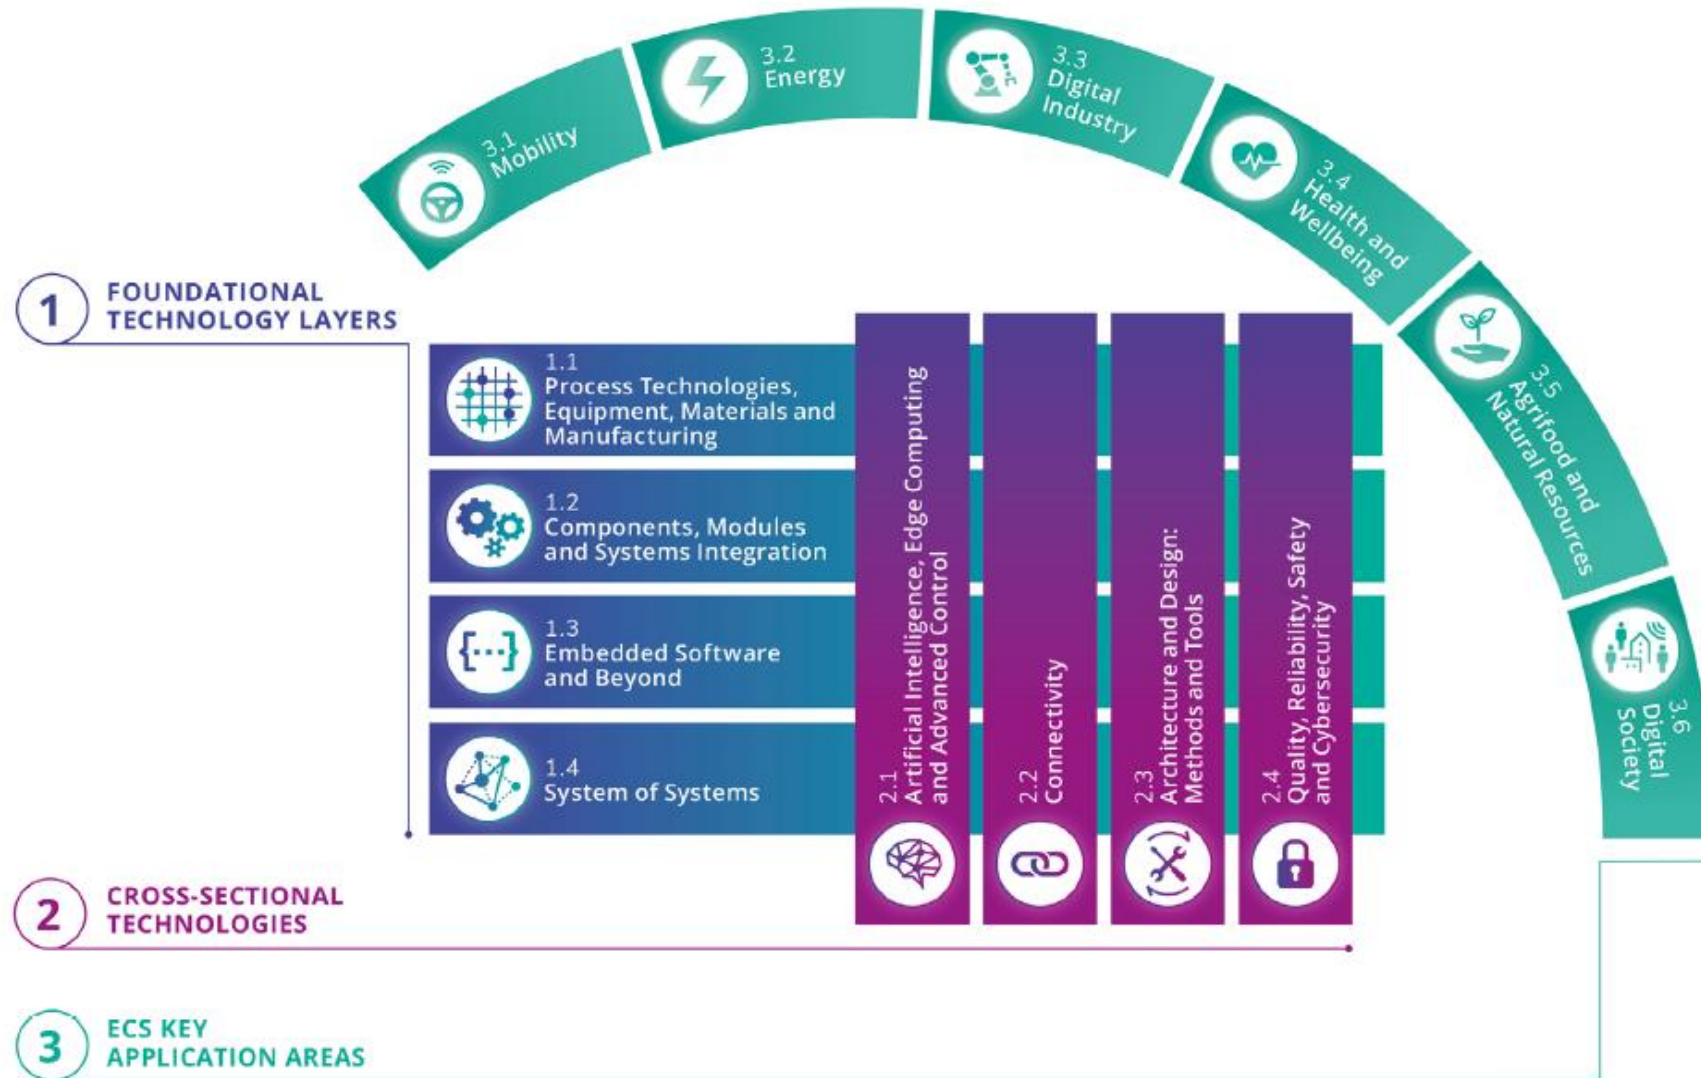 3.1
Mobility
3.2
Energy
3.3
Digital
Industry
3.4
Health and
Wellbeing
3.5
Agrifood and
Natural Resources
3.6
Digital
Society
1
FOUNDATIONAL
TECHNOLOGY LAYERS
1.1
Process Technologies,
Equipment, Materials and
Manufacturing
1.2
Components, Modules
and Systems Integration
1.3
Embedded Software
and Beyond
1.4
System of Systems
2.1
Artificial Intelligence, Edge Computing
and Advanced Control
2.2
Connectivity
2.3
Architecture and Design:
Methods and Tools
2.4
Quality, Reliability, Safety
and Cybersecurity
2
CROSS-SECTIONAL
TECHNOLOGIES
3
ECS KEY
APPLICATION AREAS